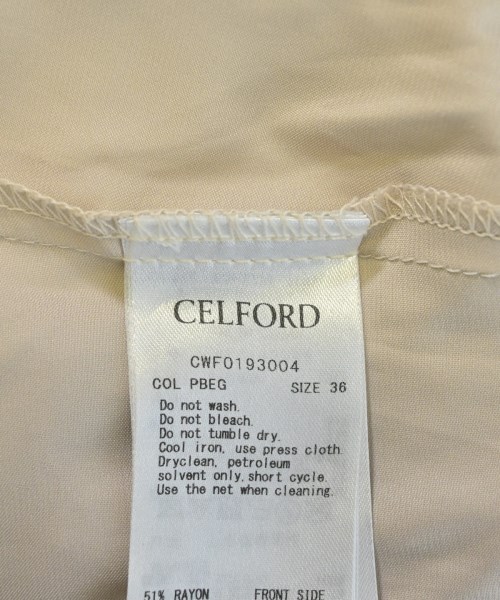 CELFORD
CWFO193004
COL PBEG SIZE 36
Do not wash.
Do not bleach.
Do not tumble dry.
Cool iron, use press cloth.
Dryclean, petroleum
solvent only,short cycle.
Use the net when cleaning.
51% RAYON FRONT SIDE